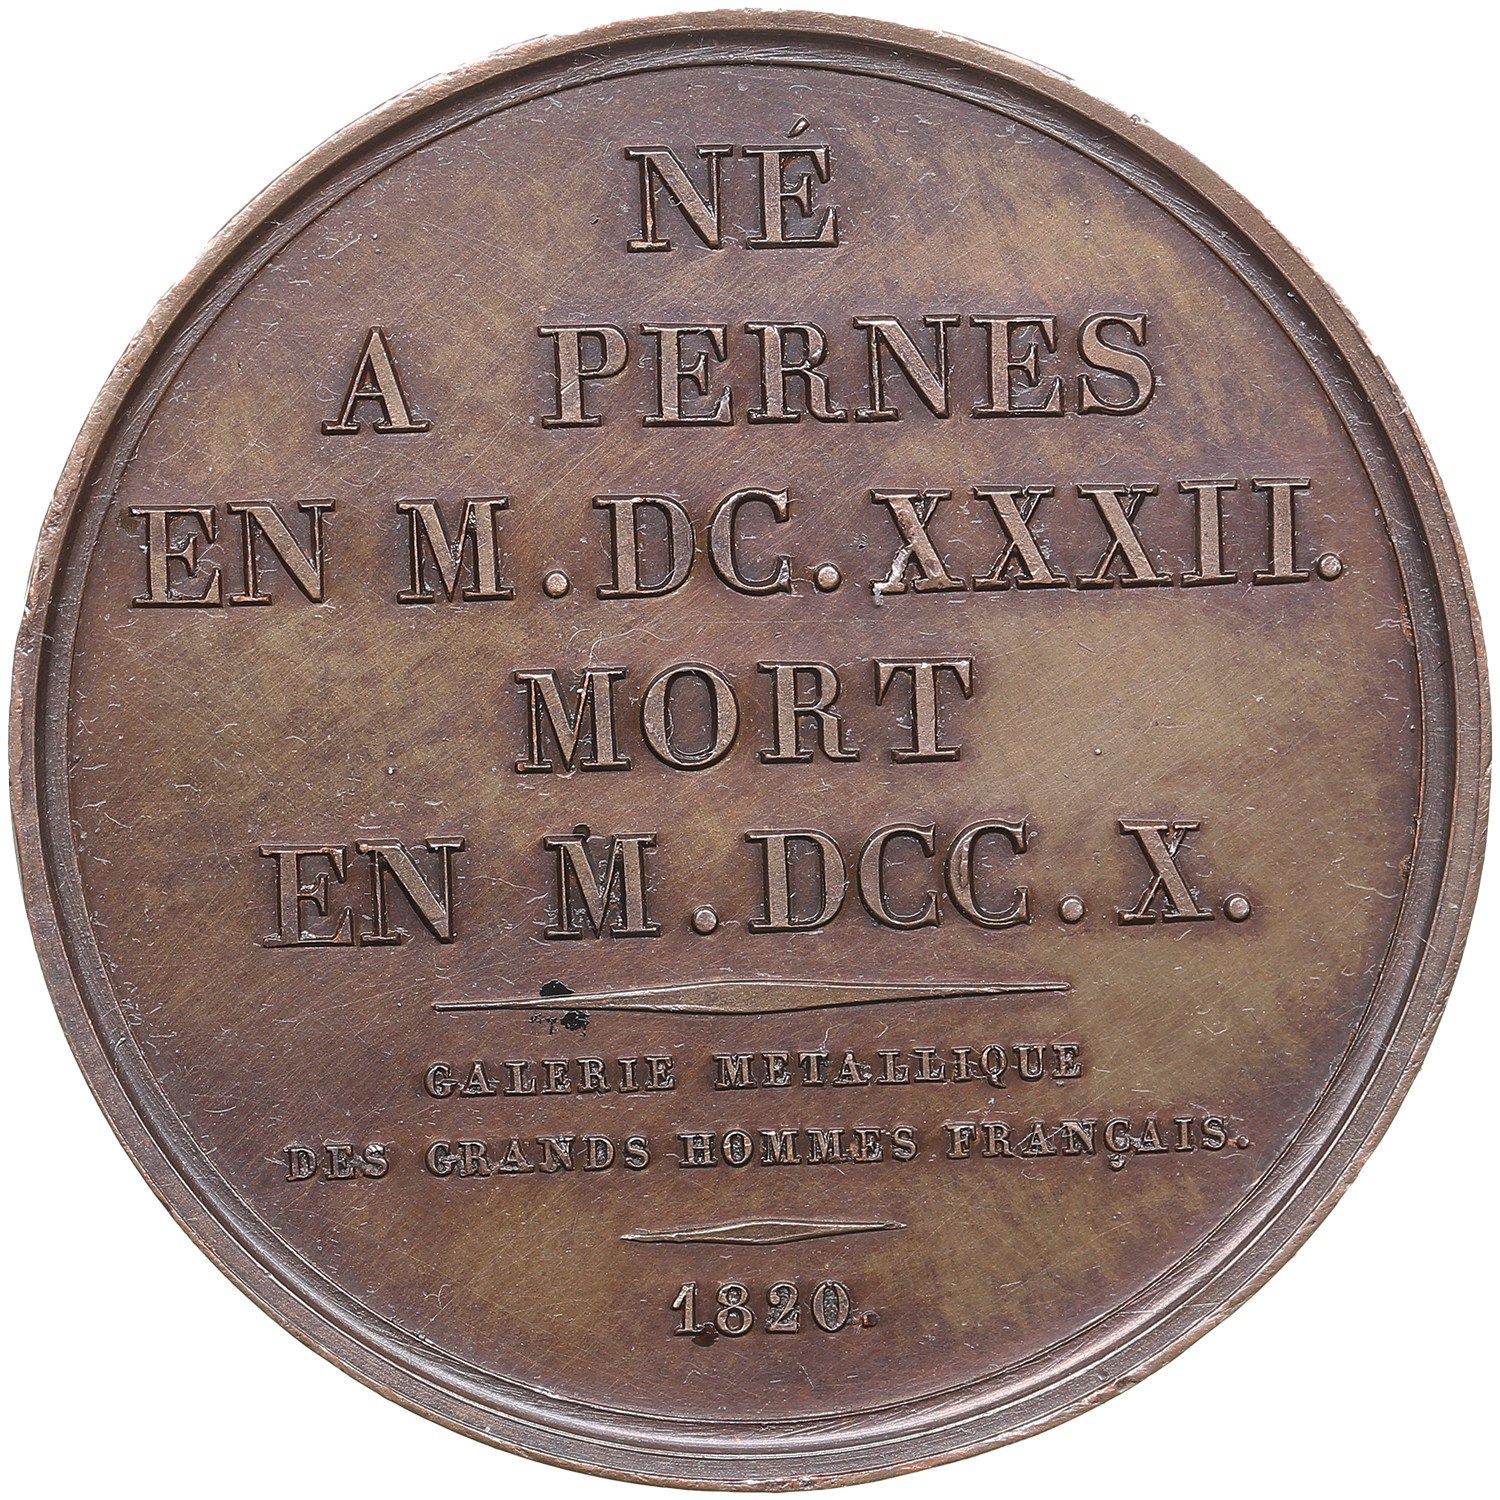 NÉ
A PERNES
EN M.DC.XXXII.
MORT
EN M.DCC.X.
GALERIE METALLIQUE
DES GRANDS HOMMES FRANÇAIS.
1820.